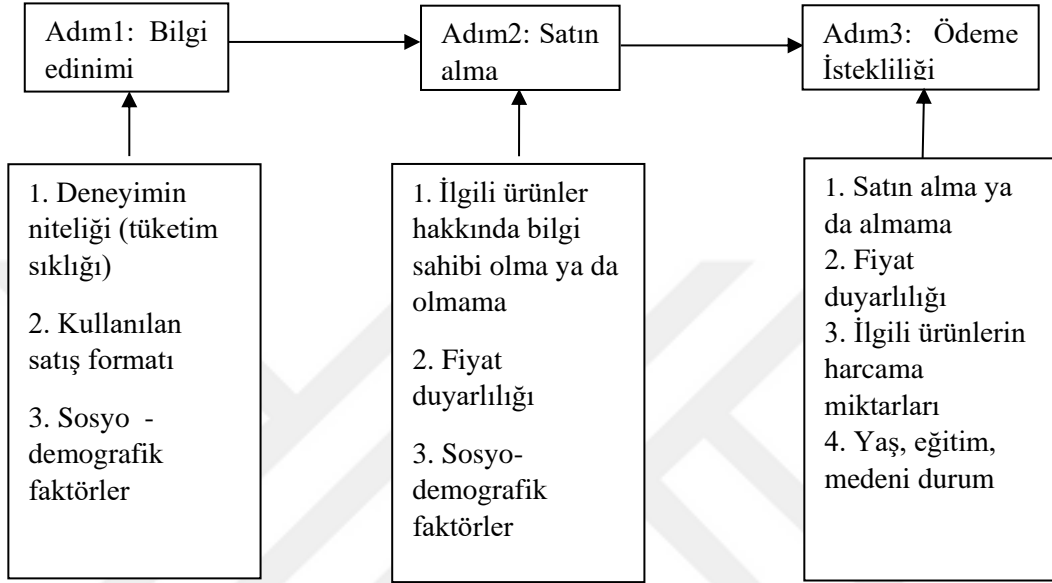 Adım1: Bilgi
edinimi
Adım2: Satın
alma
Adım3: Ödeme
İstekliliği
1. Deneyimin
niteliği (tüketim
sıklığı)
2. Kullanılan
satış formatı
3. Sosyo -
demografik
faktörler
1. İlgili ürünler
hakkında bilgi
sahibi olma ya da
olmama
2. Fiyat
duyarlılığı
3. Sosyo-
demografik
faktörler
1. Satın alma ya
da almama
2. Fiyat
duyarlılığı
3. İlgili ürünlerin
harcama
miktarları
4. Yaş, eğitim,
medeni durum